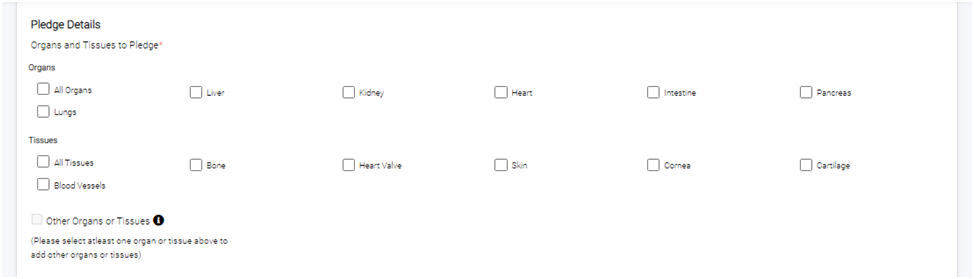 Pledge Details
Organs and Tissues to Pledge*
Organs
All Organs Liver Kidney Heart Intestine Pancreas
Lungs
Tissues
All Tissues Bone Heart Valve Skin Cornea Cartilage
Blood Vessels
Other Organs or Tissues
(Please select atleast one organ or tissue above to
add other organs or tissues)